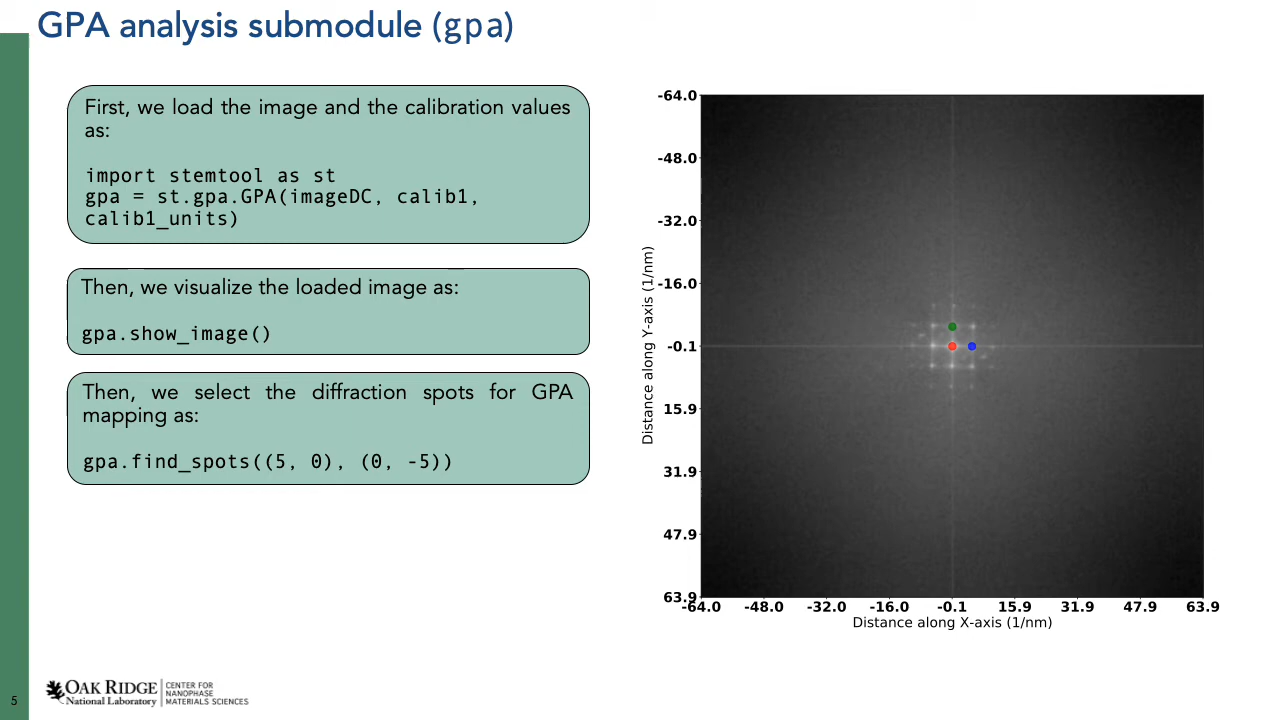 GPA analysis submodule (gpa)
First, we load the image and the calibration values
as:
import stemtool as st
gpa = st.gpa.GPA(imageDC, calib1,
calib1_units)
Then, we visualize the loaded image as:
gpa.show_image()
Then, we select the diffraction spots for GPA
mapping as:
gpa.find_spots((5, 0), (0, -5))
-64.0
-48.0
-32.0
-16.0
-0.1
15.9
31.9
47.9
63.9
Distance along Y-axis (1/nm)
-64.0 -48.0 -32.0 -16.0 -0.1 15.9 31.9 47.9 63.9
Distance along X-axis (1/nm)
5
OAK RIDGE
National Laboratory
CENTER FOR
NANOPHASE
MATERIALS SCIENCES